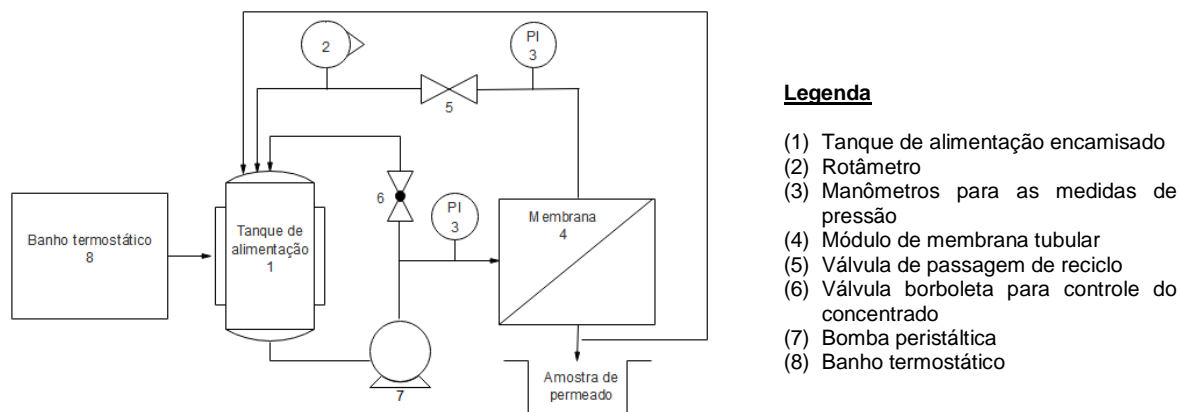 2
PI
3
5
6
PI
3
Banho termostático
8
Tanque de
alimentação
1
Membrana
4
7
Amostra de
permeado
Legenda
(1) Tanque de alimentação encamisado
(2) Rotâmetro
(3) Manômetros para as medidas de
pressão
(4) Módulo de membrana tubular
(5) Válvula de passagem de reciclo
(6) Válvula borboleta para controle do
concentrado
(7) Bomba peristáltica
(8) Banho termostático